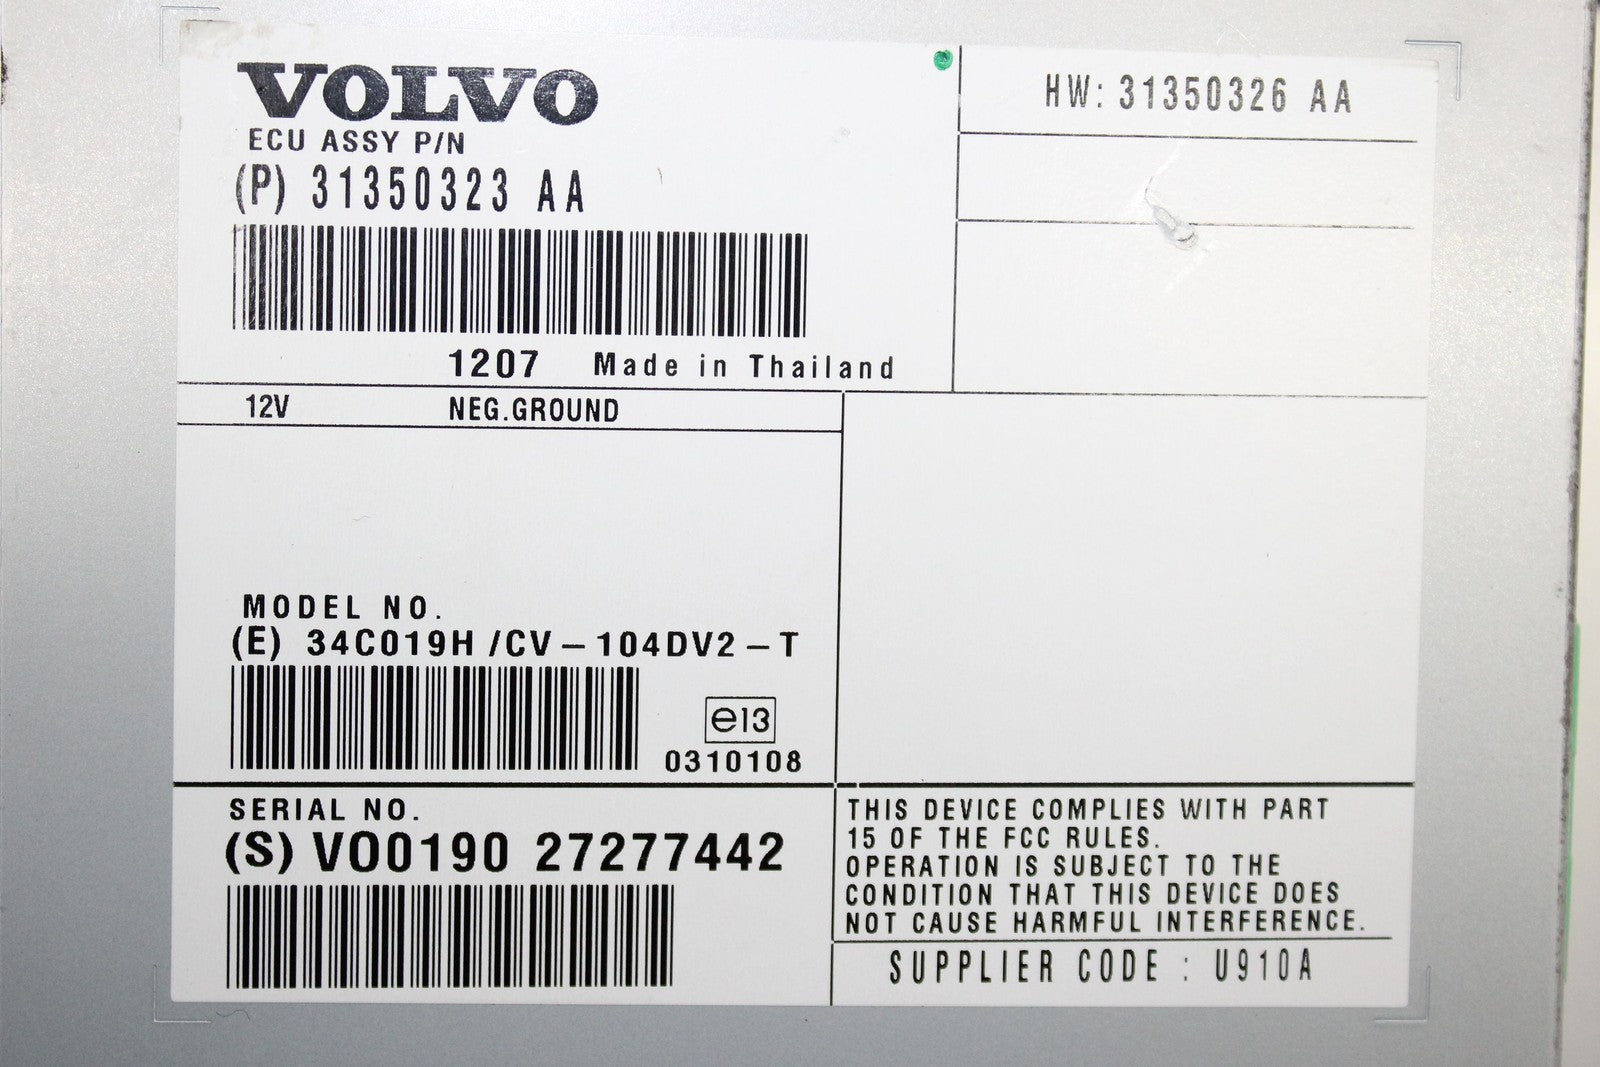 VOLVO
ECU ASSY P/N
(P) 31350323 AA
1207 Made in Thailand
HW: 31350326 AA
12V NEG.GROUND
MODEL NO.
(E) 34C019H /CV-104DV2-T
e13
0310108
SERIAL NO.
(S) VO0190 27277442
THIS DEVICE COMPLIES WITH PART
15 OF THE FCC RULES.
OPERATION IS SUBJECT TO THE
CONDITION THAT THIS DEVICE DOES
NOT CAUSE HARMFUL INTERFERENCE.
SUPPLIER CODE : U910A